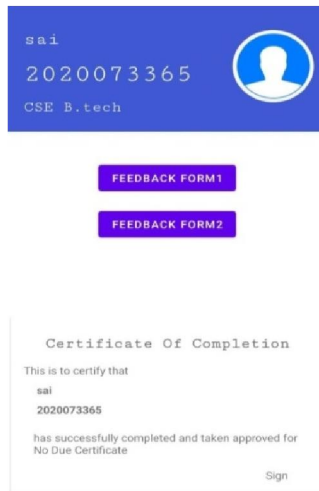 sai
2020073365
CSE B.tech
FEEDBACK FORM1
FEEDBACK FORM2
Certificate Of Completion
This is to certify that
sai
2020073365
has successfully completed and taken approved for
No Due Certificate
Sign